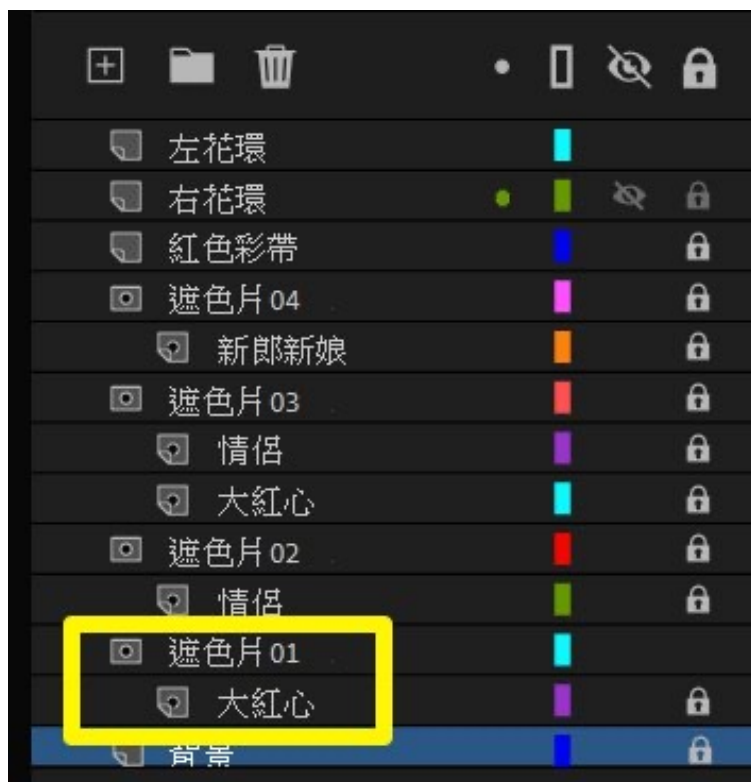 左花環
右花環
紅色彩帶
遮色片 04
新郎新娘
遮色片 03
情侶
大紅心
遮色片 02
情侶
遮色片 01
大紅心
背景